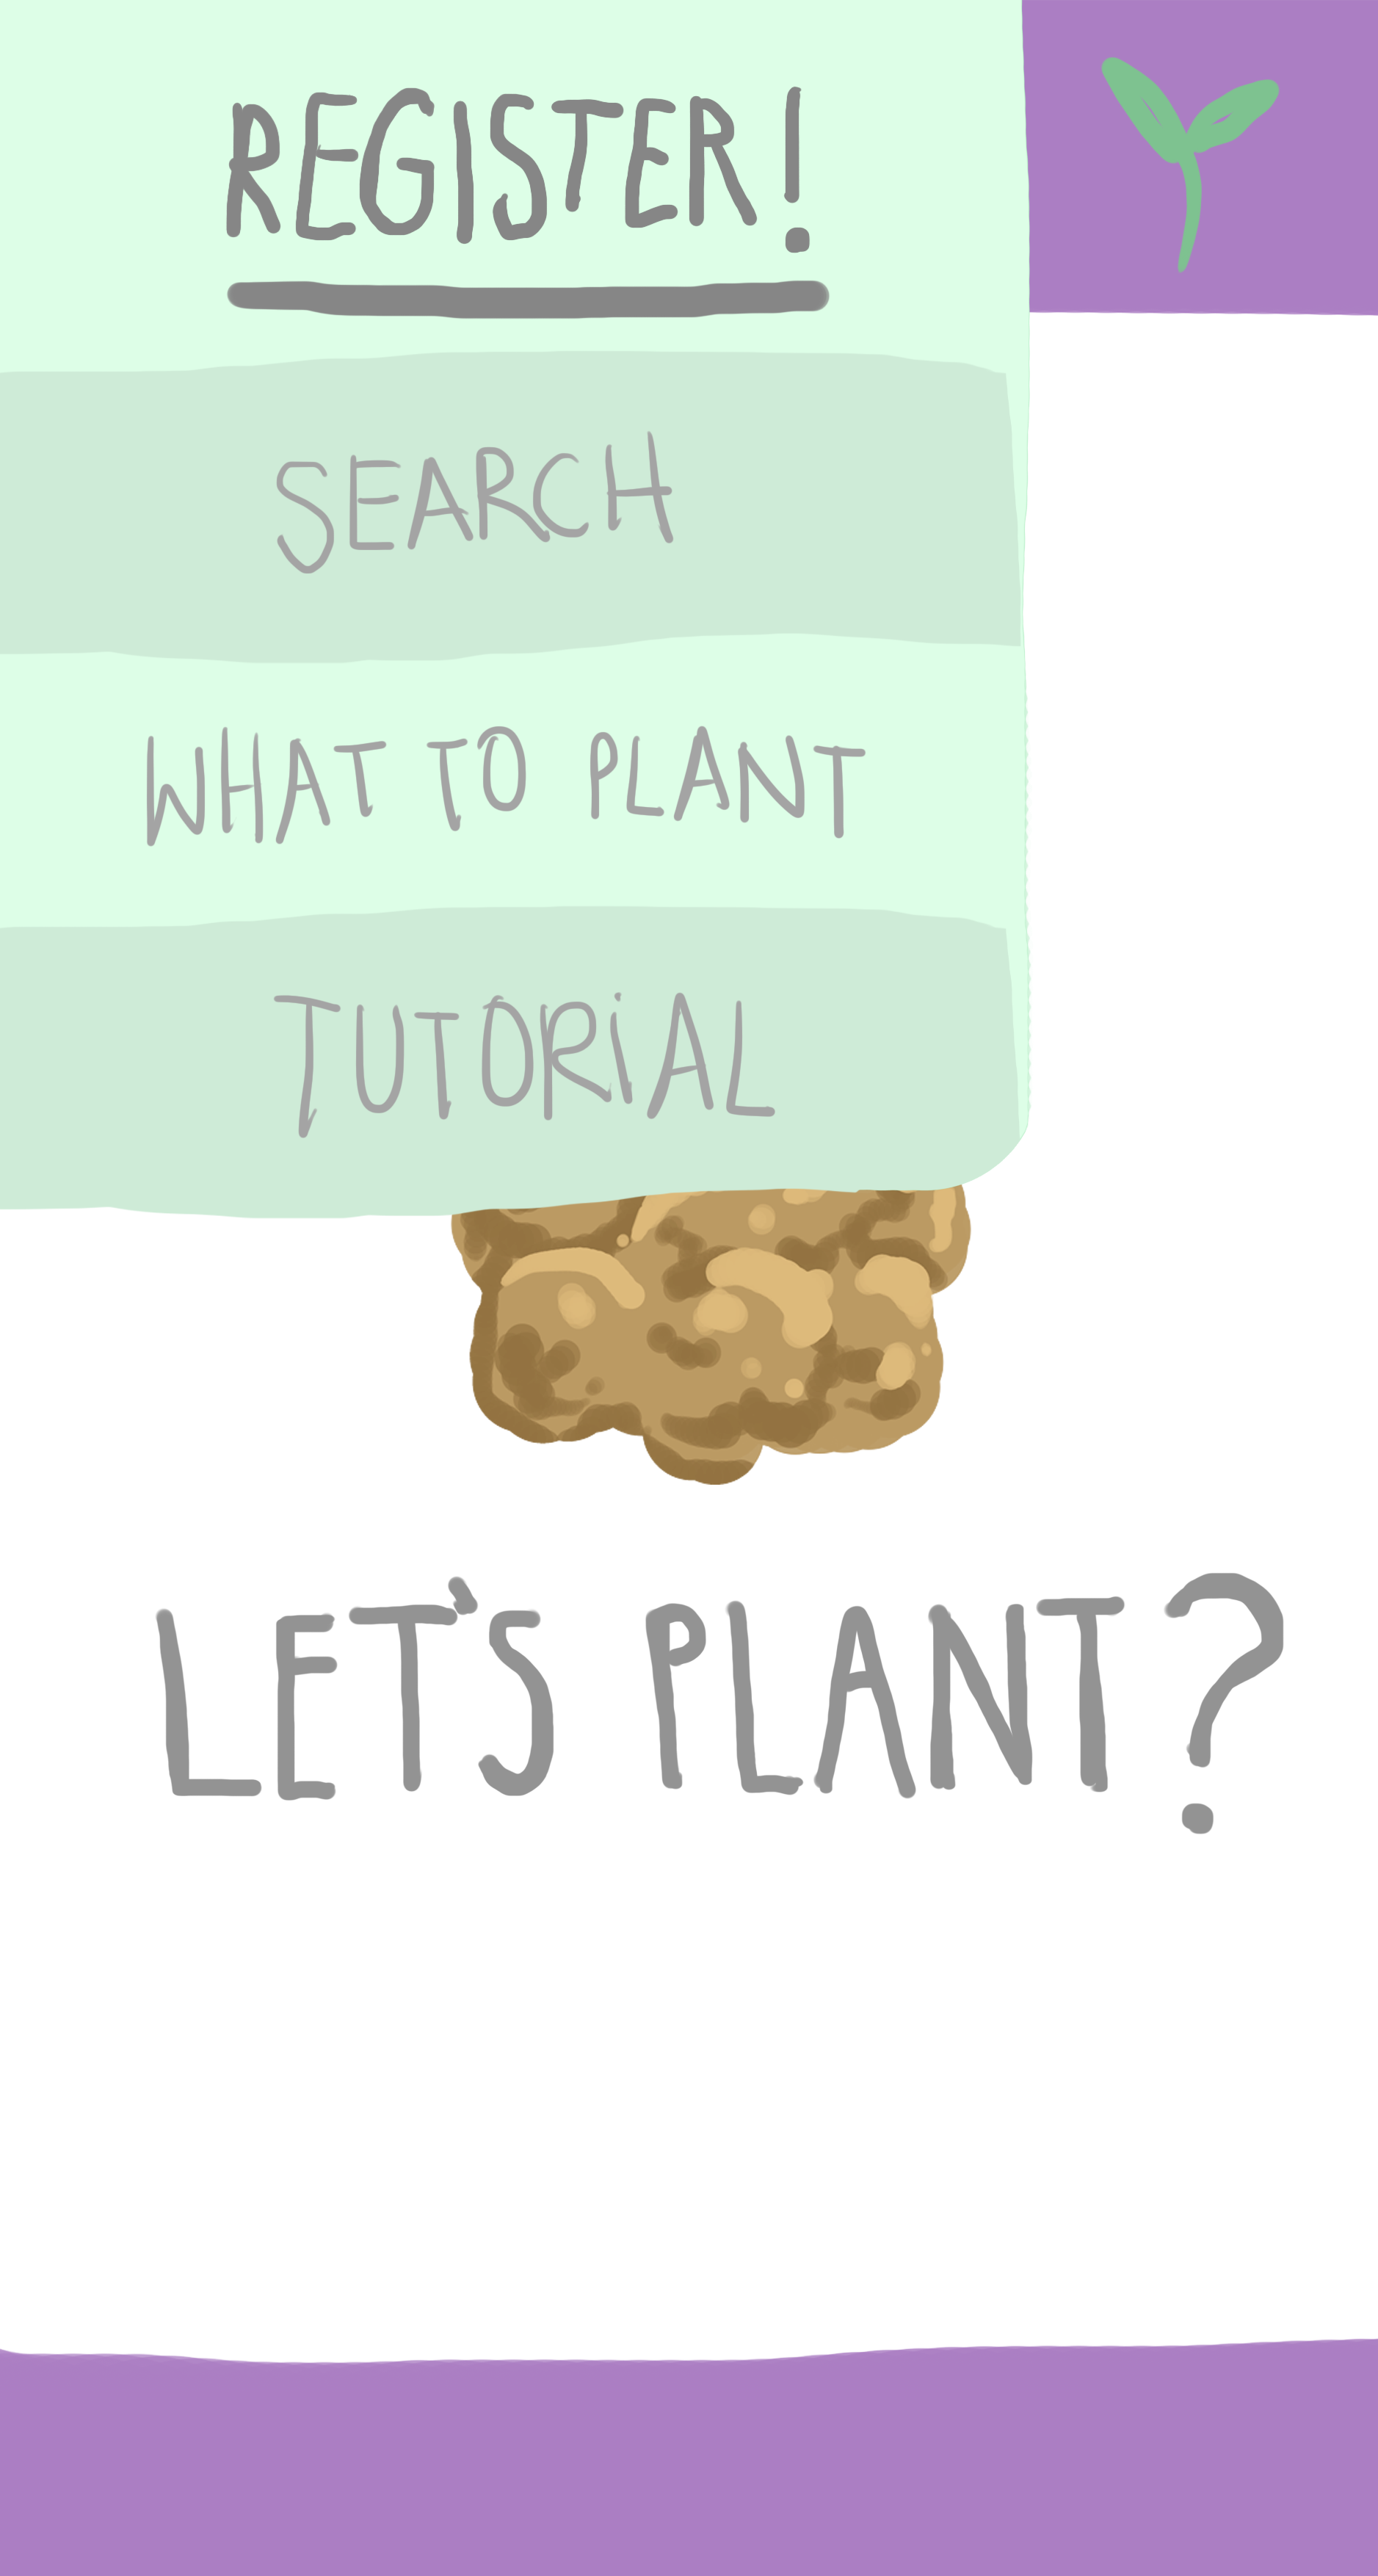 REGISTER!
SEARCH
WHAT TO PLANT
TUTORiAL
LET'S PLANT?